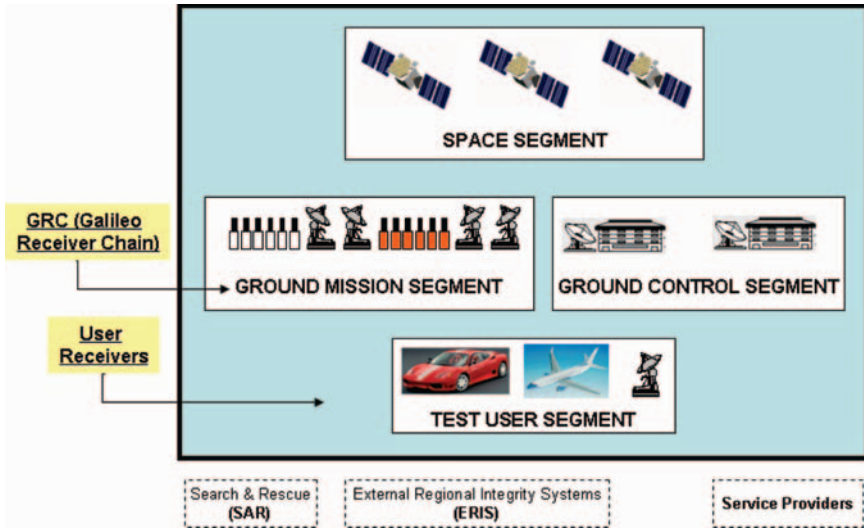 SPACE SEGMENT
GRC (Galileo
Receiver Chain)
GROUND MISSION SEGMENT
GROUND CONTROL SEGMENT
User
Receivers
TEST USER SEGMENT
Search & Rescue
(SAR)
External Regional Integrity Systems
(ERIS)
Service Providers